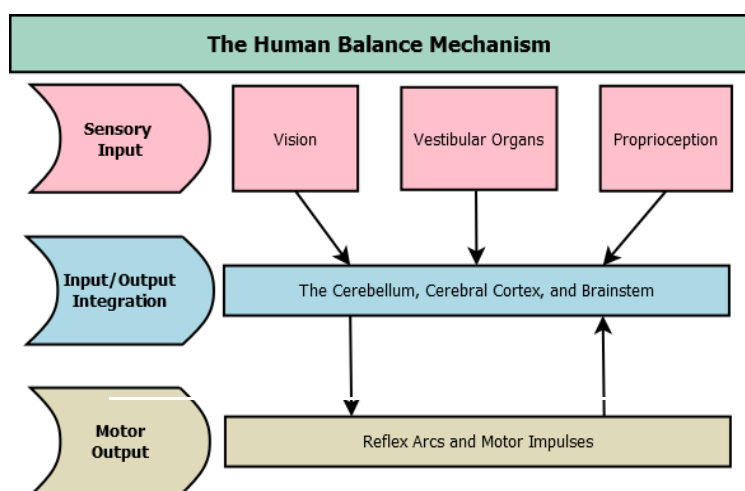 The Human Balance Mechanism
Sensory
Input
Vision
Vestibular Organs
Proprioception
Input/Output
Integration
The Cerebellum, Cerebral Cortex, and Brainstem
Motor
Output
Reflex Arcs and Motor Impulses